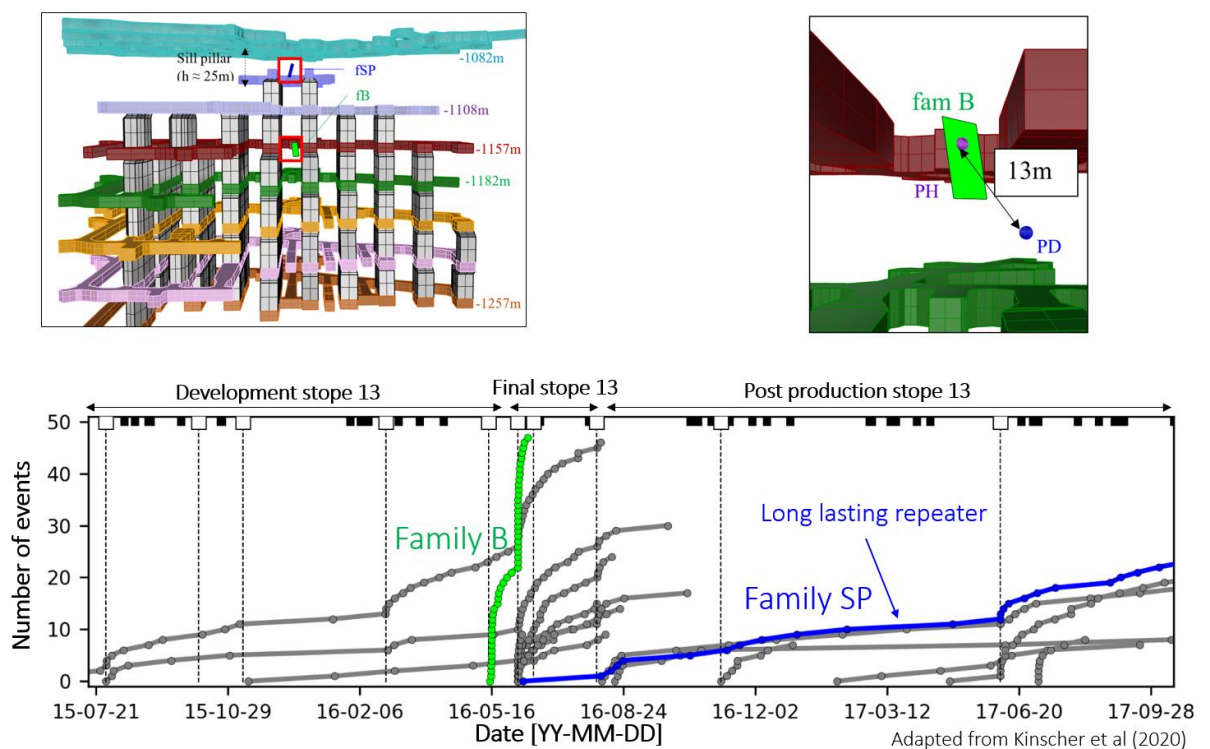 Sill pillar
(h ≈ 25m)
fSP
fB
-1082m
-1108m
-1157m
-1182m
-1257m
fam B
13m
PH
PD
Development stope 13
Final stope 13
Post production stope 13
Number of events
50
40
30
20
10
0
Family B
Long lasting repeater
Family SP
15-07-21
15-10-29
16-02-06
16-05-16
16-08-24
16-12-02
17-03-12
17-06-20
17-09-28
Date [YY-MM-DD]
Adapted from Kinscher et al (2020)